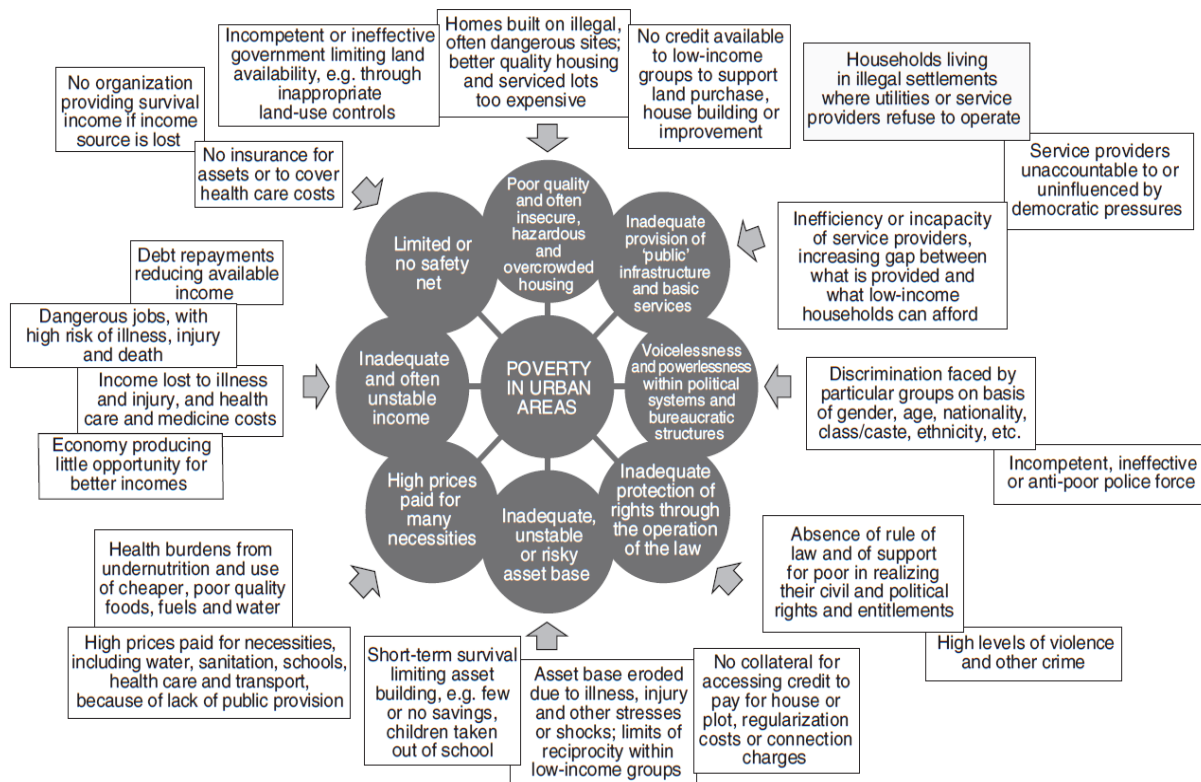 Incompetent or ineffective
government limiting land
availability, e.g. through
inappropriate
land-use controls
Homes built on illegal,
often dangerous sites;
better quality housing
and serviced lots
too expensive
No credit available
to low-income
groups to support
land purchase,
house building or
improvement
Households living
in illegal settlements
where utilities or service
providers refuse to operate
No organization
providing survival
income if income
source is lost
No insurance for
assets or to cover
health care costs
Service providers
unaccountable to or
uninfluenced by
democratic pressures
Inefficiency or incapacity
of service providers,
increasing gap between
what is provided and
what low-income
households can afford
Poor quality
and often
insecure,
hazardous
and
overcrowded
housing
Limited or
no safety
net
Inadequate
provision of
'public'
infrastructure
and basic
services
Debt repayments
reducing available
income
Dangerous jobs, with
high risk of illness, injury
and death
Income lost to illness
and injury, and health
care and medicine costs
Economy producing
little opportunity for
better incomes
Inadequate
and often
unstable
income
POVERTY
IN URBAN
AREAS
Voicelessness
and powerlessness
within political
systems and
bureaucratic
structures
Discrimination faced by
particular groups on basis
of gender, age, nationality,
class/caste, ethnicity, etc.
Incompetent, ineffective
or anti-poor police force
High prices
paid for
many
necessities
Inadequate,
unstable
or risky
asset base
Inadequate
protection of
rights through
the operation
of the law
Absence of rule of
law and of support
for poor in realizing
their civil and political
rights and entitlements
High levels of violence
and other crime
Health burdens from
undernutrition and use
of cheaper, poor quality
foods, fuels and water
High prices paid for necessities,
including water, sanitation, schools,
health care and transport,
because of lack of public provision
Short-term survival
limiting asset
building, e.g. few
or no savings,
children taken
out of school
Asset base eroded
due to illness, injury
and other stresses
or shocks; limits of
reciprocity within
low-income groups
No collateral for
accessing credit to
pay for house or
plot, regularization
costs or connection
charges